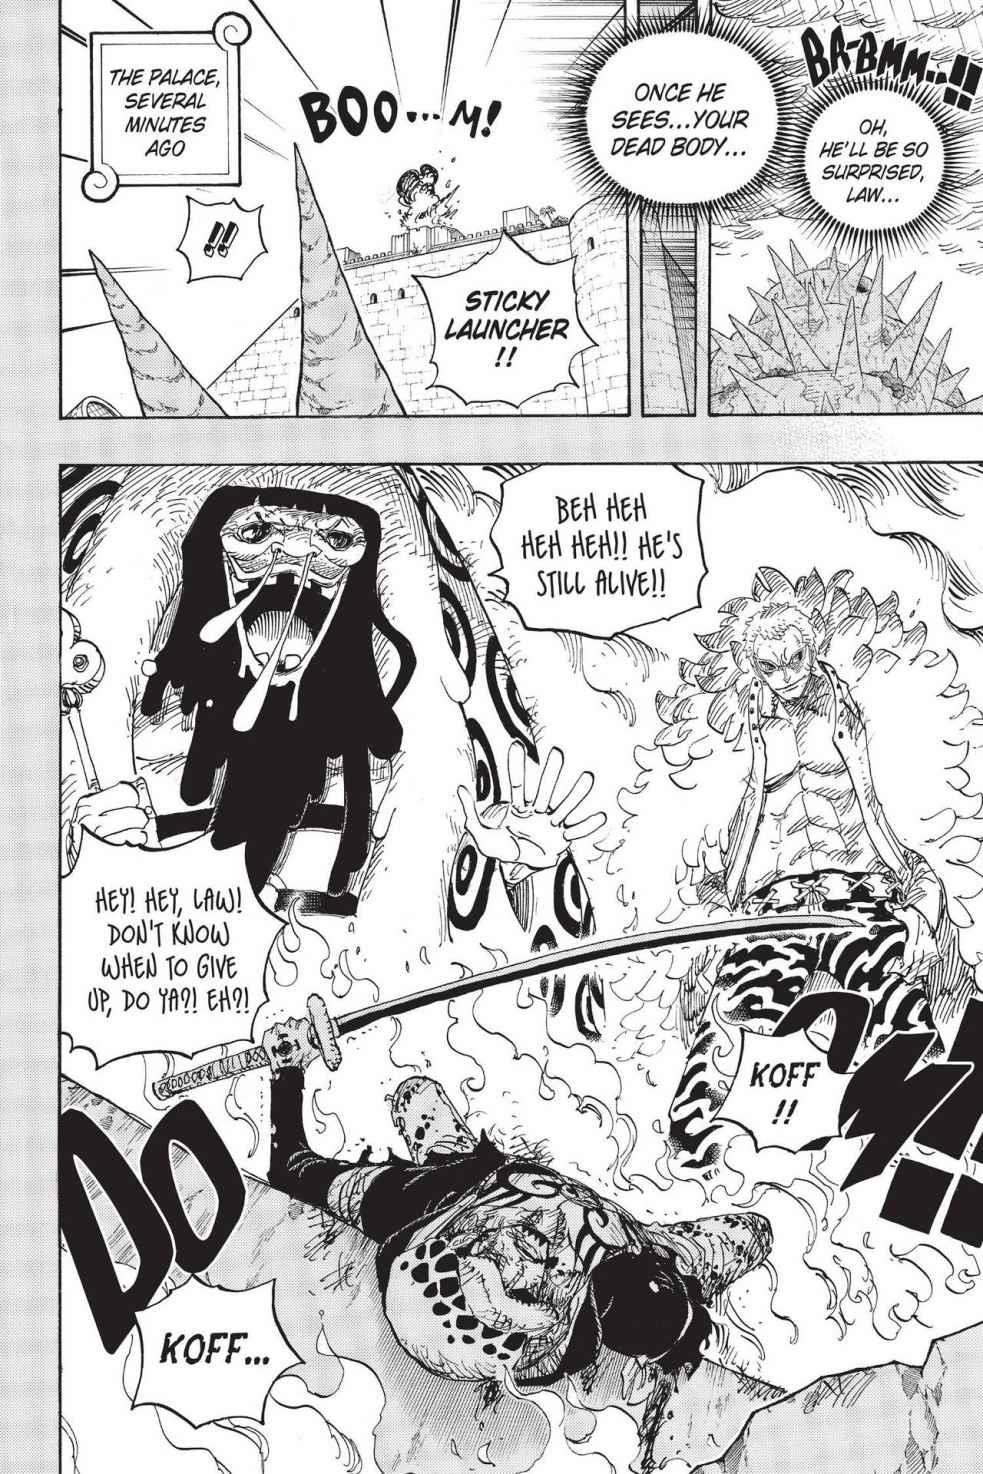 BA-BMM...!!
OH,
HE'LL BE SO
SURPRISED,
LAW...
ONCE HE
SEES...YOUR
DEAD BODY...
THE PALACE,
SEVERAL
MINUTES
AGO
BOO...M!
STICKY
LAUNCHER
!!
!!
BEH HEH
HEH HEH!! HE'S
STILL ALIVE!!
HEY! HEY, LAW!
DON'T KNOW
WHEN TO GIVE
UP, DO YA?! EH?!
KOFF
!!
DO
KOFF...